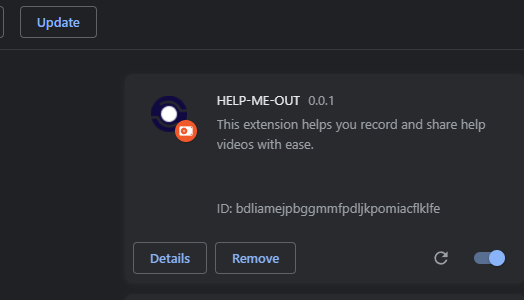 Update
HELP-ME-OUT 0.0.1
This extension helps you record and share help
videos with ease.
ID: bdliamejpbggmmfpdljkpomiacflklfe
Details
Remove